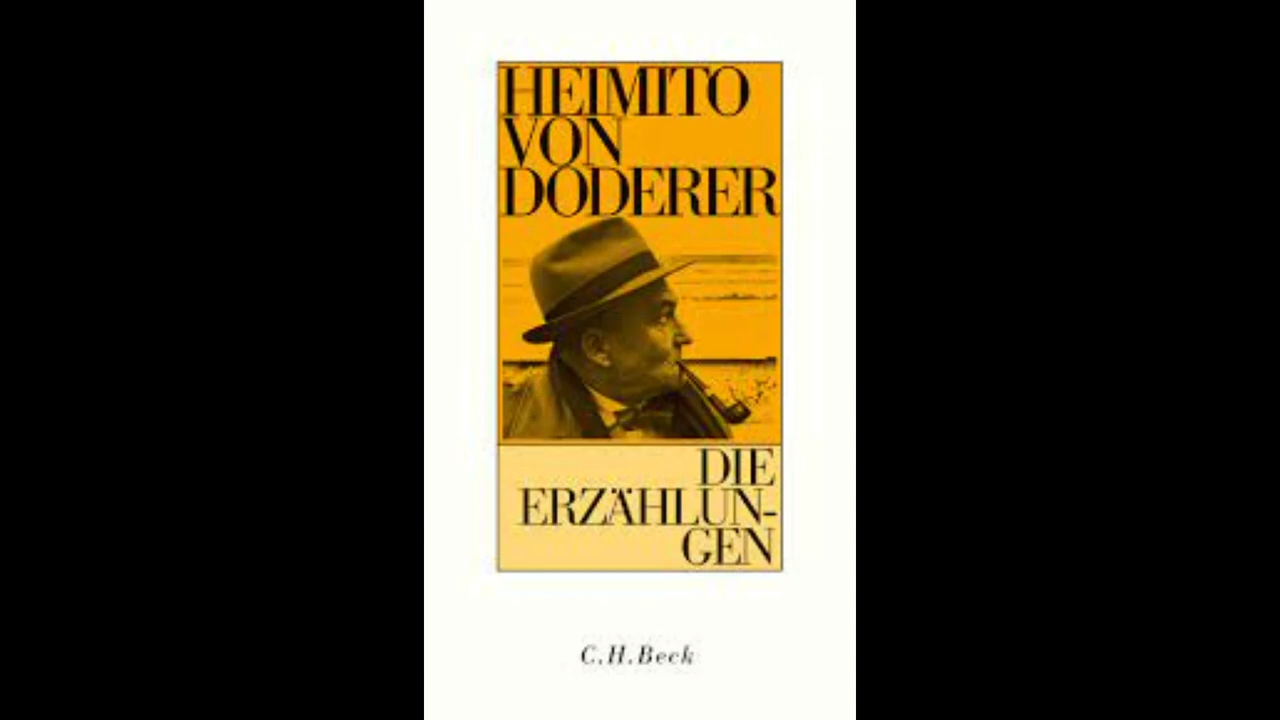 HEIMITO
VON
DODERER
DIE
ERZÄHLUN-
GEN
C.H.Beck